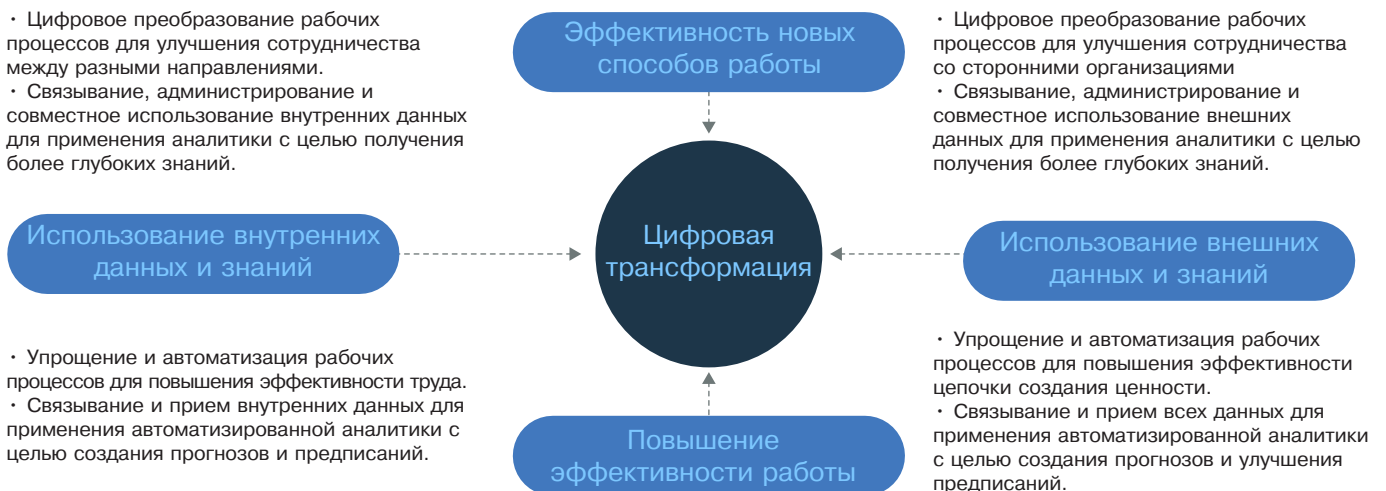 · Цифровое преобразование рабочих
процессов для улучшения сотрудничества
между разными направлениями.
· Связывание, администрирование и
совместное использование внутренних данных
для применения аналитики с целью получения
более глубоких знаний.
Эффективность новых
способов работы
· Цифровое преобразование рабочих
процессов для улучшения сотрудничества
со сторонними организациями
· Связывание, администрирование и
совместное использование внешних
данных для применения аналитики с целью
получения более глубоких знаний.
Использование внутренних
данных и знаний
Цифровая
трансформация
Использование внешних
данных и знаний
· Упрощение и автоматизация рабочих
процессов для повышения эффективности труда.
· Связывание и прием внутренних данных для
применения автоматизированной аналитики с
целью создания прогнозов и предписаний.
Повышение
эффективности работы
· Упрощение и автоматизация рабочих
процессов для повышения эффективности
цепочки создания ценности.
· Связывание и прием всех данных для
применения автоматизированной аналитики
с целью создания прогнозов и улучшения
предписаний.